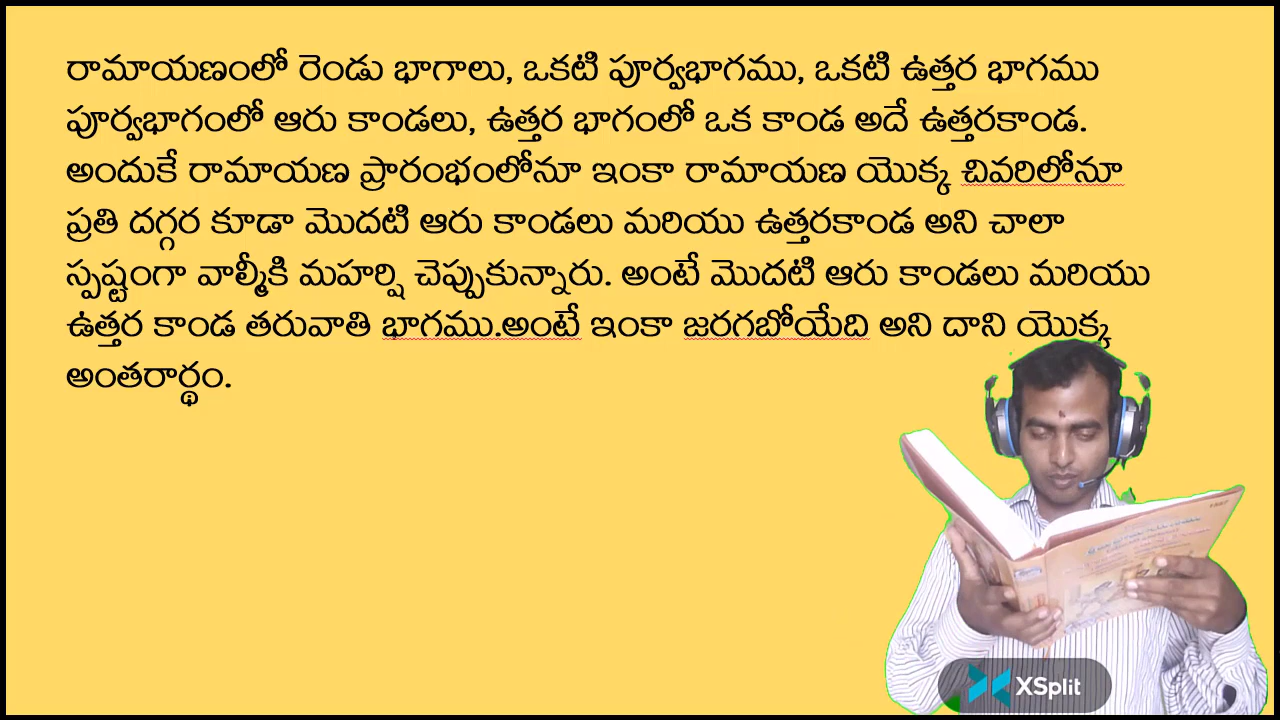 రామాయణంలో రెండు భాగాలు, ఒకటి పూర్వభాగము, ఒకటి ఉత్తర భాగము
పూర్వభాగంలో ఆరు కాండలు, ఉత్తర భాగంలో ఒక కాండ అదే ఉత్తరకాండ.
అందుకే రామాయణ ప్రారంభంలోనూ ఇంకా రామాయణ యొక్క చివరిలోనూ
ప్రతి దగ్గర కూడా మొదటి ఆరు కాండలు మరియు ఉత్తరకాండ అని చాలా
స్పష్టంగా వాల్మీకి మహర్షి చెప్పుకున్నారు. అంటే మొదటి ఆరు కాండలు మరియు
ఉత్తర కాండ తరువాతి భాగము.అంటే ఇంకా జరగబోయేది అని దాని యొక్క
అంతరార్థం.
XSplit